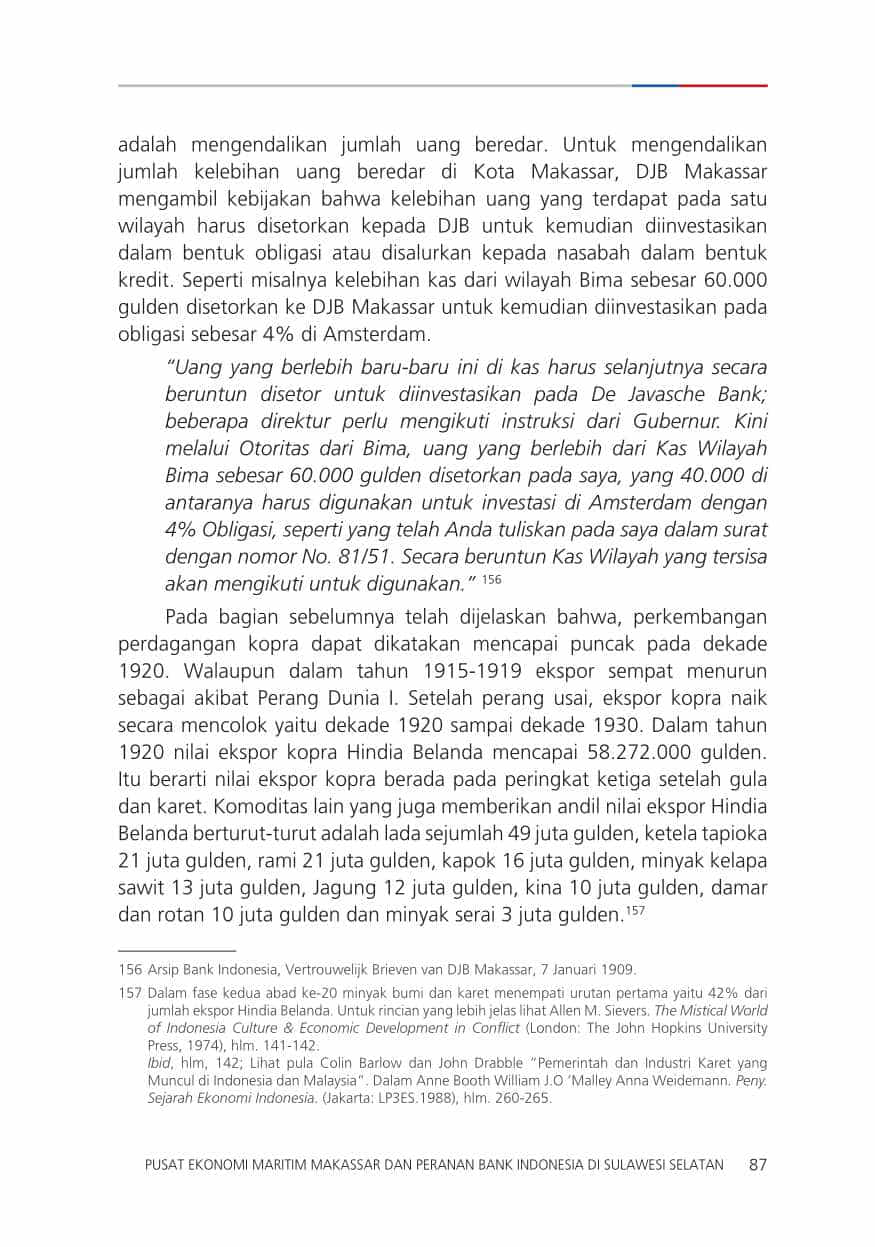 adalah mengendalikan jumlah uang beredar. Untuk mengendalikan
jumlah kelebihan uang beredar di Kota Makassar, DJB Makassar
mengambil kebijakan bahwa kelebihan uang yang terdapat pada satu
wilayah harus disetorkan kepada DJB untuk kemudian diinvestasikan
dalam bentuk obligasi atau disalurkan kepada nasabah dalam bentuk
kredit. Seperti misalnya kelebihan kas dari wilayah Bima sebesar 60.000
gulden disetorkan ke DJB Makassar untuk kemudian diinvestasikan pada
obligasi sebesar 4% di Amsterdam.
“Uang yang berlebih baru-baru ini di kas harus selanjutnya secara
beruntun disetor untuk diinvestasikan pada De Javasche Bank;
beberapa direktur perlu mengikuti instruksi dari Gubernur. Kini
melalui Otoritas dari Bima, uang yang berlebih dari Kas Wilayah
Bima sebesar 60.000 gulden disetorkan pada saya, yang 40.000 di
antaranya harus digunakan untuk investasi di Amsterdam dengan
4% Obligasi, seperti yang telah Anda tuliskan pada saya dalam surat
dengan nomor No. 81/51. Secara beruntun Kas Wilayah yang tersisa
akan mengikuti untuk digunakan.” 156
Pada bagian sebelumnya telah dijelaskan bahwa, perkembangan
perdagangan kopra dapat dikatakan mencapai puncak pada dekade
1920. Walaupun dalam tahun 1915-1919 ekspor sempat menurun
sebagai akibat Perang Dunia I. Setelah perang usai, ekspor kopra naik
secara mencolok yaitu dekade 1920 sampai dekade 1930. Dalam tahun
1920 nilai ekspor kopra Hindia Belanda mencapai 58.272.000 gulden.
Itu berarti nilai ekspor kopra berada pada peringkat ketiga setelah gula
dan karet. Komoditas lain yang juga memberikan andil nilai ekspor Hindia
Belanda berturut-turut adalah lada sejumlah 49 juta gulden, ketela tapioka
21 juta gulden, rami 21 juta gulden, kapok 16 juta gulden, minyak kelapa
sawit 13 juta gulden, Jagung 12 juta gulden, kina 10 juta gulden, damar
dan rotan 10 juta gulden dan minyak serai 3 juta gulden.157
156 Arsip Bank Indonesia, Vertrouwelijk Brieven van DJB Makassar, 7 Januari 1909.
157 Dalam fase kedua abad ke-20 minyak bumi dan karet menempati urutan pertama yaitu 42% dari
jumlah ekspor Hindia Belanda. Untuk rincian yang lebih jelas lihat Allen M. Sievers. The Mistical World
of Indonesia Culture & Economic Development in Conflict (London: The John Hopkins University
Press, 1974), hlm. 141-142.
Ibid, hlm, 142; Lihat pula Colin Barlow dan John Drabble “Pemerintah dan Industri Karet yang
Muncul di Indonesia dan Malaysia”. Dalam Anne Booth William J.O ‘Malley Anna Weidemann. Peny.
Sejarah Ekonomi Indonesia. (Jakarta: LP3ES.1988), hlm. 260-265.
PUSAT EKONOMI MARITIM MAKASSAR DAN PERANAN BANK INDONESIA DI SULAWESI SELATAN 87